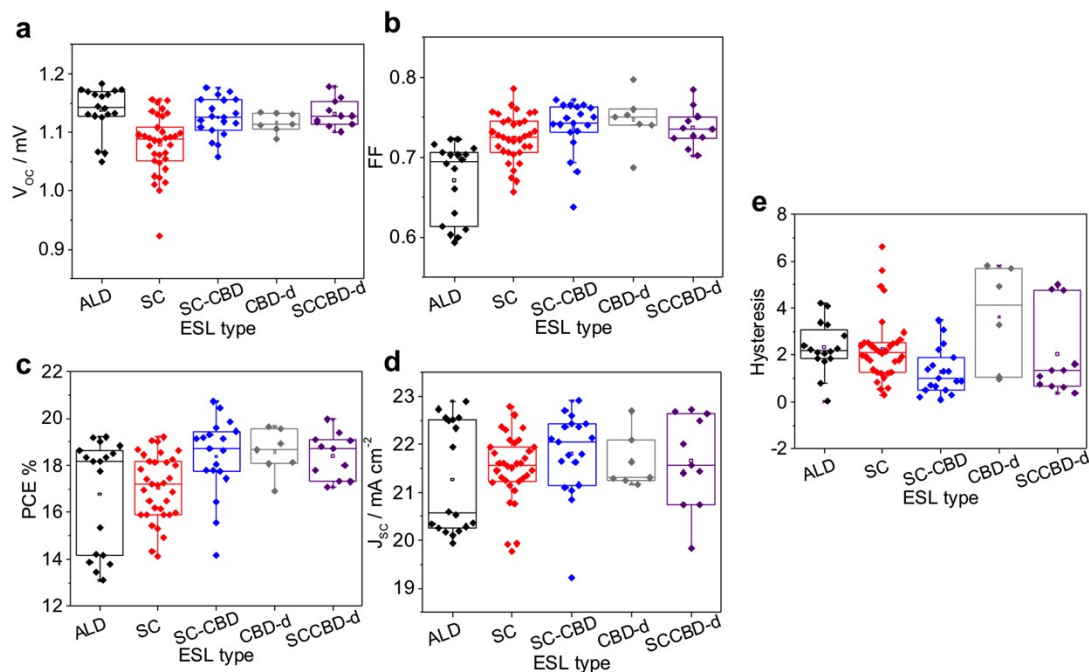 a
V_OC / mV
1.2
1.1
1.0
0.9
ALD
SC
SC-CBD
CBD-d
SCCBD-d
ESL type
b
FF
0.8
0.7
0.6
ALD
SC
SC-CBD
CBD-d
SCCBD-d
ESL type
c
PCE %
22
20
18
16
14
12
ALD
SC
SC-CBD
CBD-d
SCCBD-d
ESL type
d
J_SC / mA cm⁻²
23
22
21
20
19
ALD
SC
SC-CBD
CBD-d
SCCBD-d
ESL type
e
Hysteresis
8
6
4
2
0
-2
ALD
SC
SC-CBD
CBD-d
SCCBD-d
ESL type